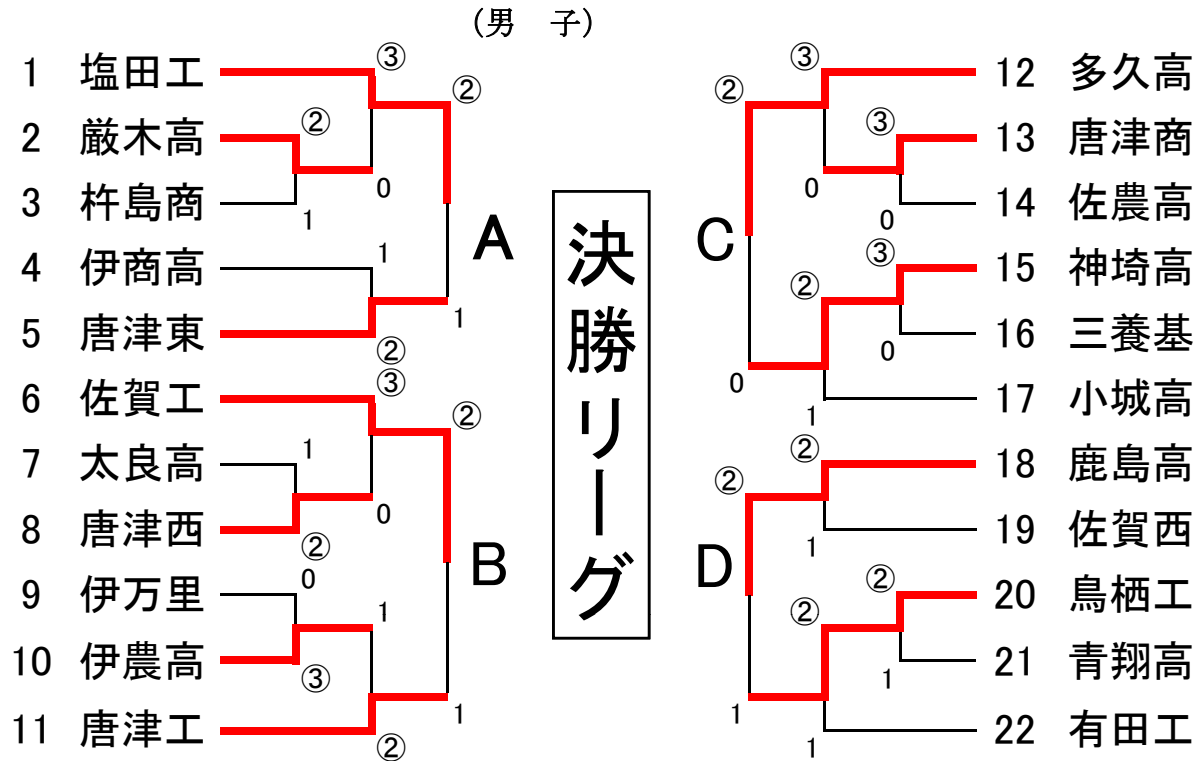 (男 子)
1 塩田工
2 厳木高
3 杵島商
4 伊商高
5 唐津東
6 佐賀工
7 太良高
8 唐津西
9 伊万里
10 伊農高
11 唐津工
③
②
②
0
1
1
A
1
②
③
②
1
0
②
0
B
1
③
1
②
決勝リーグ
③
②
③
0
0
C
③
②
0
0
1
②
②
1
D
②
②
1
1
1
12 多久高
13 唐津商
14 佐農高
15 神埼高
16 三養基
17 小城高
18 鹿島高
19 佐賀西
20 鳥栖工
21 青翔高
22 有田工